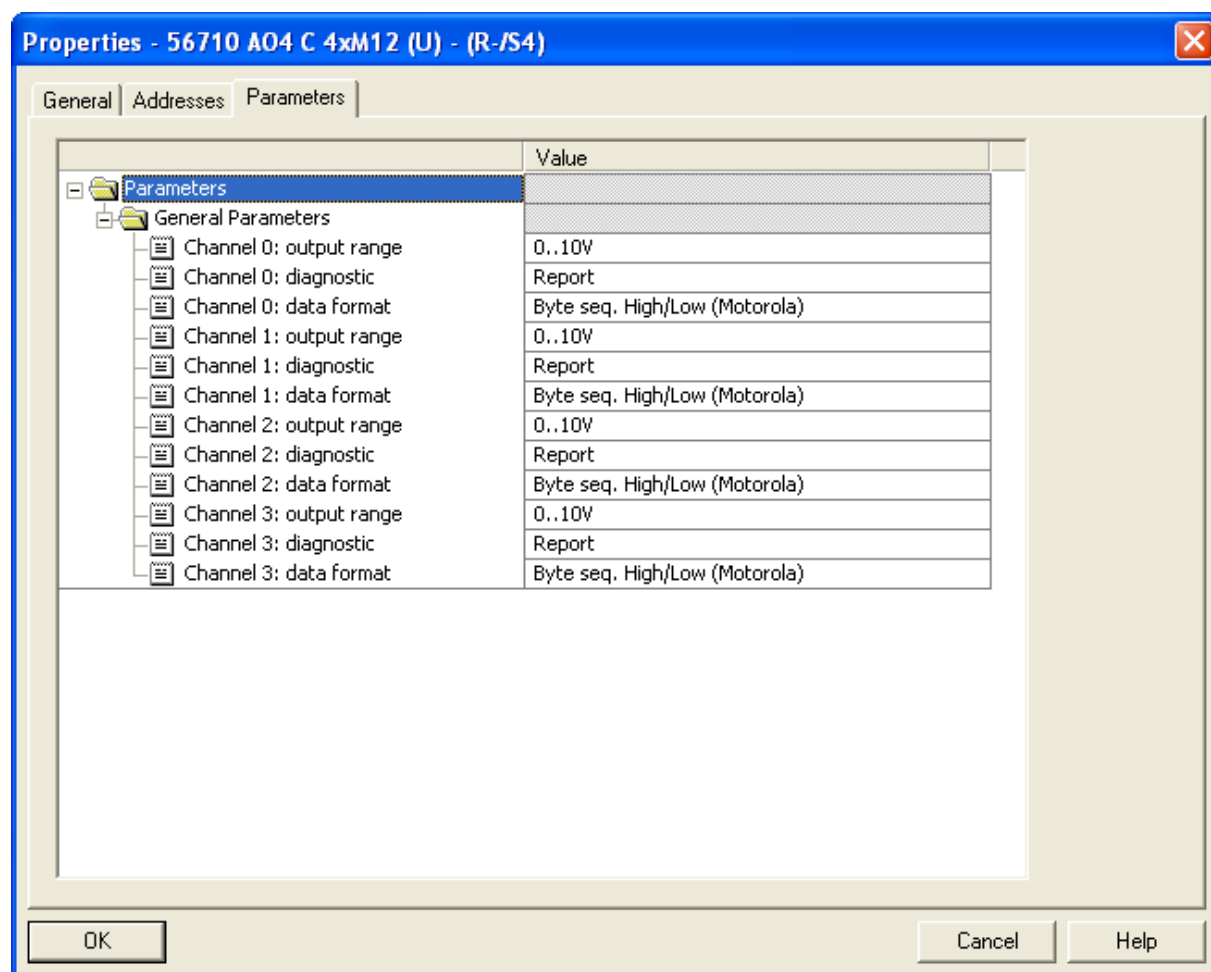 Properties - 56710 AO4 C 4xM12 (U) - (R-/S4)
General Addresses Parameters
Value
Parameters
General Parameters
Channel 0: output range 0..10V
Channel 0: diagnostic Report
Channel 0: data format Byte seq. High/Low (Motorola)
Channel 1: output range 0..10V
Channel 1: diagnostic Report
Channel 1: data format Byte seq. High/Low (Motorola)
Channel 2: output range 0..10V
Channel 2: diagnostic Report
Channel 2: data format Byte seq. High/Low (Motorola)
Channel 3: output range 0..10V
Channel 3: diagnostic Report
Channel 3: data format Byte seq. High/Low (Motorola)
OK Cancel Help